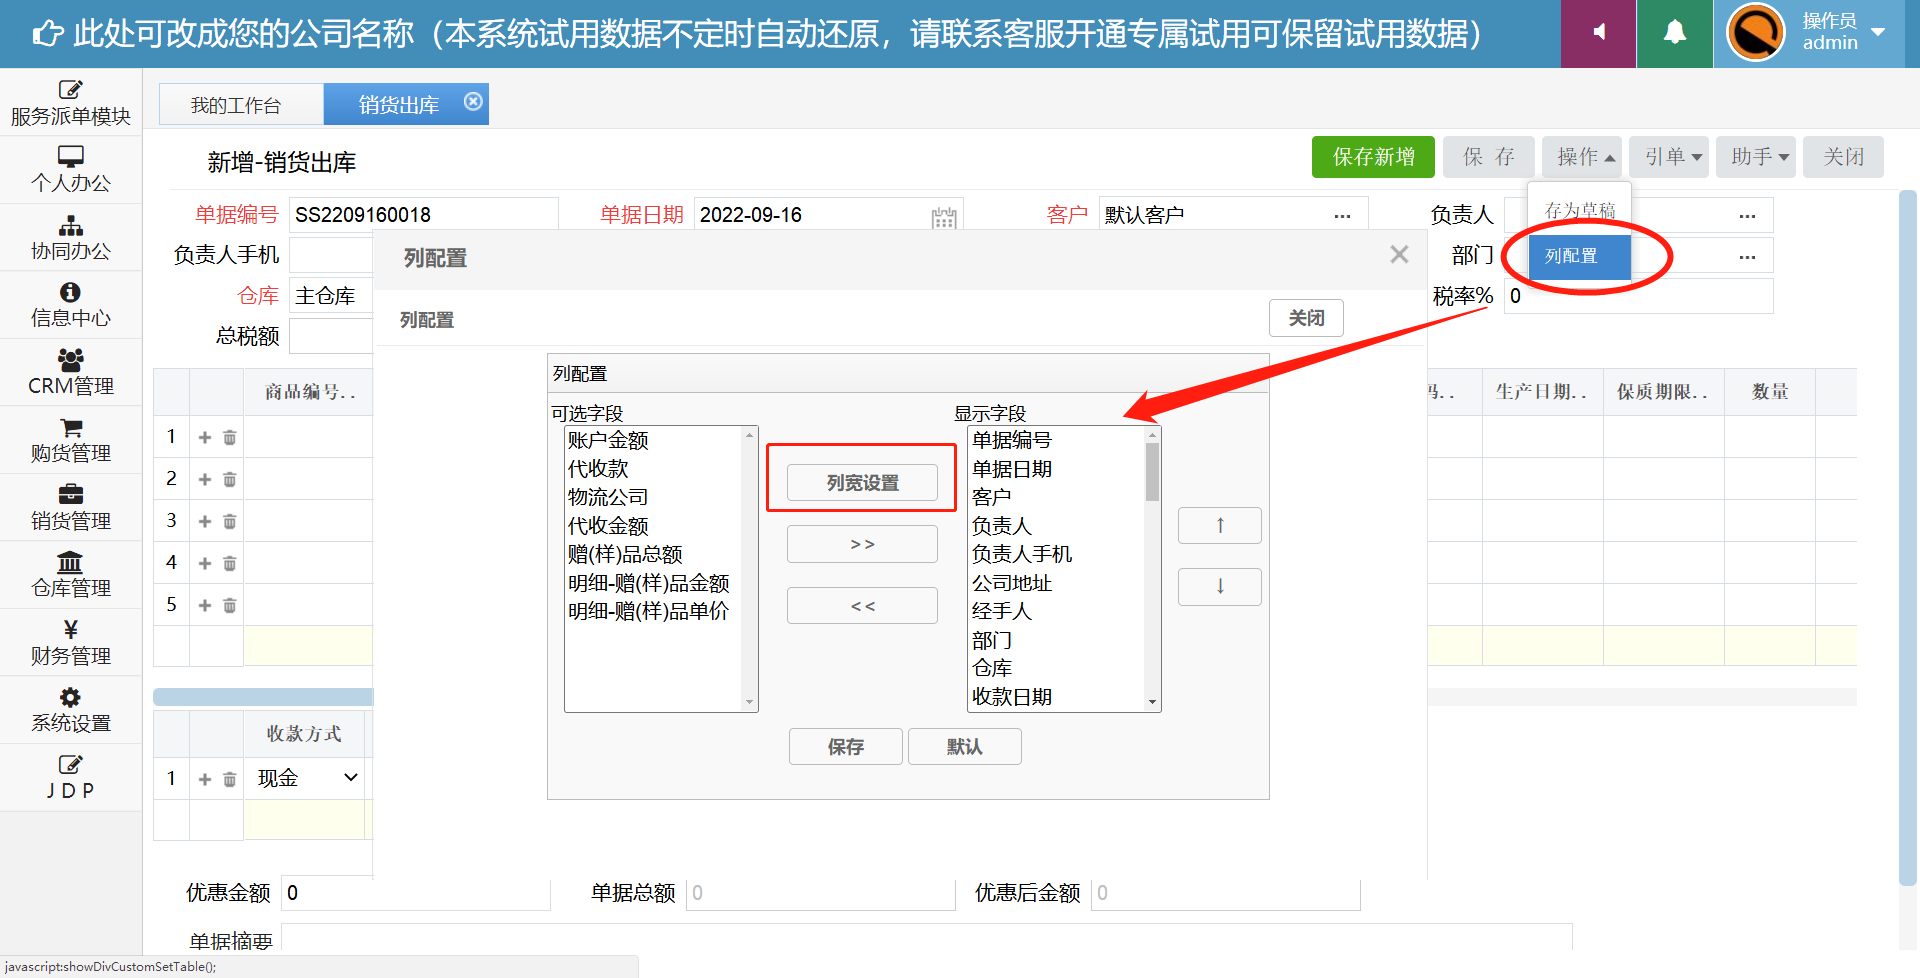 此处可改成您的公司名称（本系统试用数据不定时自动还原，请联系客服开通专属试用可保留试用数据）
操作员
admin
服务派单模块
个人办公
协同办公
信息中心
CRM管理
购货管理
销货管理
仓库管理
财务管理
系统设置
J D P
我的工作台
销货出库
新增-销货出库
保存新增
保 存
操作
引单
助手
关闭
存为草稿
列配置
单据编号 SS2209160018
单据日期 2022-09-16
客户 默认客户 ...
负责人 ...
负责人手机
部门 ...
仓库 主仓库
税率% 0
总税额
商品编号..
码..
生产日期..
保质期限..
数量
1
2
3
4
5
收款方式
1 现金
列配置
列配置
关闭
列配置
可选字段
账户金额
代收款
物流公司
代收金额
赠(样)品总额
明细-赠(样)品金额
明细-赠(样)品单价
列宽设置
>>
<<
显示字段
单据编号
单据日期
客户
负责人
负责人手机
公司地址
经手人
部门
仓库
收款日期
↑
↓
保存
默认
优惠金额 0
单据总额 0
优惠后金额 0
单据摘要
javascript:showDivCustomSetTable();